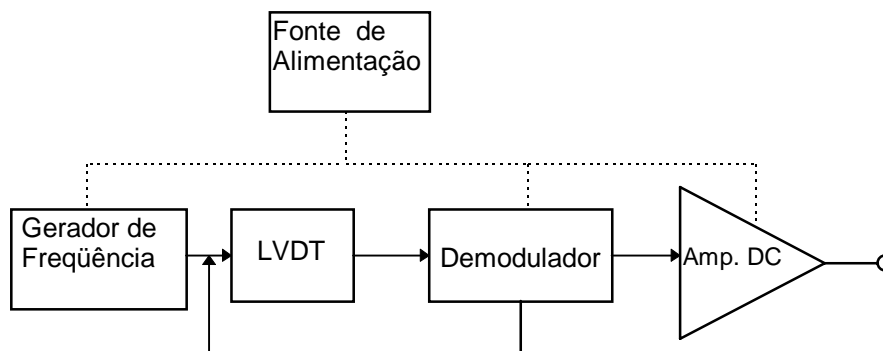 Fonte de
Alimentação
Gerador de
Freqüência
LVDT
Demodulador
Amp. DC